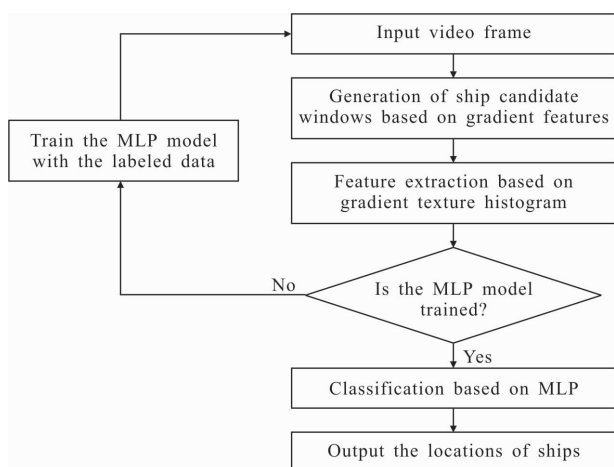 Input video frame
Generation of ship candidate
windows based on gradient features
Train the MLP model
with the labeled data
Feature extraction based on
gradient texture histogram
No
Is the MLP model
trained?
Yes
Classification based on MLP
Output the locations of ships